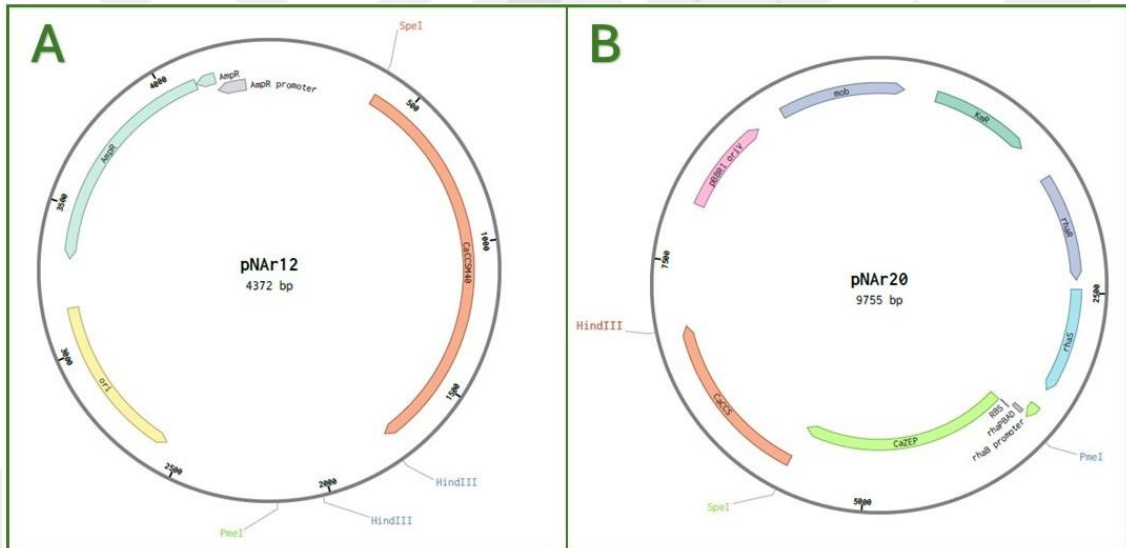 A
SpeI
4000
AmpR
AmpR promoter
500
AmpR
3500
1000
CaCCSM40
pNAr12
4372 bp
3000
ori
1500
2500
2000
HindIII
HindIII
PmeI
B
mob
KmR
pBBR1 oriV
rhaR
7500
pNAr20
9755 bp
2500
HindIII
rhaS
CaCCS
RBS
rhaPBAD
rhaB promoter
CaZEP
PmeI
SpeI
5000